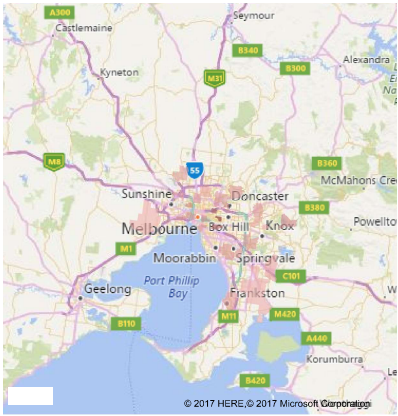 A300
Seymour
Castlemaine
B340
Alexandra
B300
Kyneton
M31
M8
B360
55
McMahons Cre
Sunshine
Doncaster
B380
Melbourne
Box Hill
Knox
Powellto
M1
Moorabbin
Springvale
C101
Port Phillip
Bay
Geelong
Frankston
M11
M420
B110
A440
Korumburra
B420
© 2017 HERE,© 2017 Microsoft Corporation